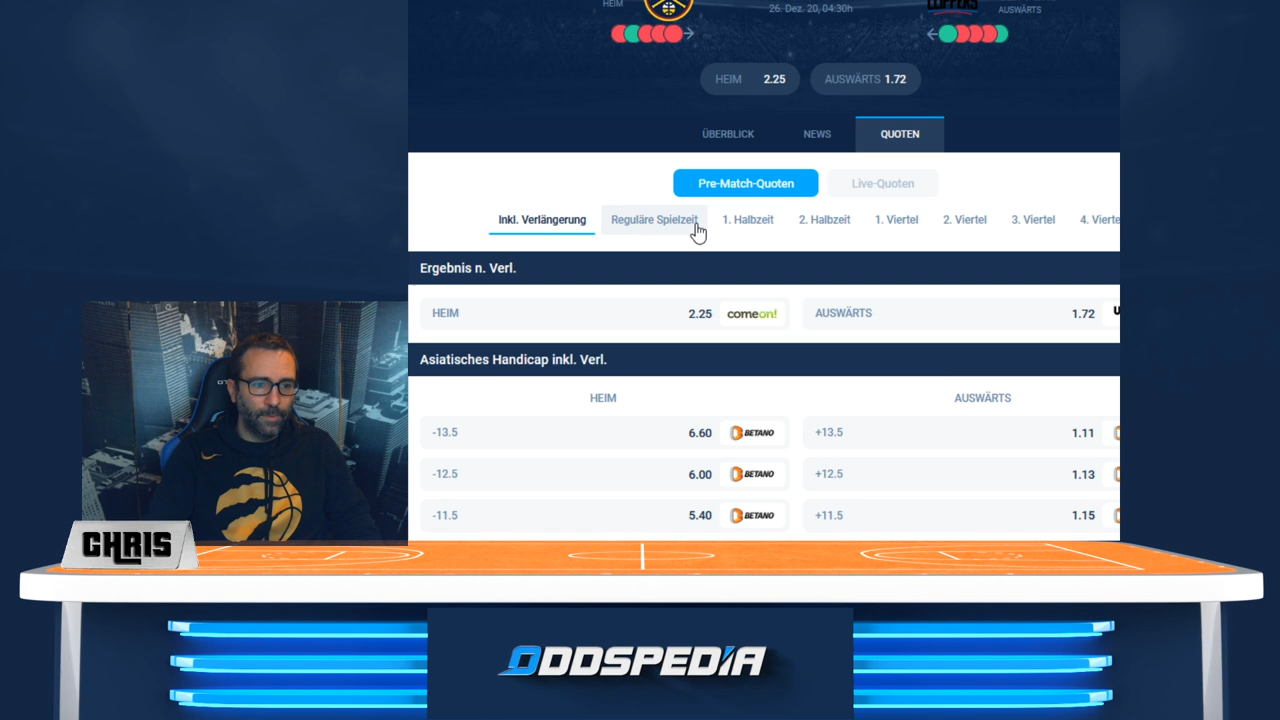 HEIM
26. Dez. 20, 04:30h
AUSWÄRTS
HEIM 2.25
AUSWÄRTS 1.72
ÜBERBLICK NEWS QUOTEN
Pre-Match-Quoten Live-Quoten
Inkl. Verlängerung Reguläre Spielzeit 1. Halbzeit 2. Halbzeit 1. Viertel 2. Viertel 3. Viertel 4. Vierte
Ergebnis n. Verl.
HEIM 2.25 comeon! AUSWÄRTS 1.72
Asiatisches Handicap inkl. Verl.
HEIM AUSWÄRTS
-13.5 6.60 BETANO +13.5 1.11
-12.5 6.00 BETANO +12.5 1.13
-11.5 5.40 BETANO +11.5 1.15
CHRIS
ODDSPEDIA